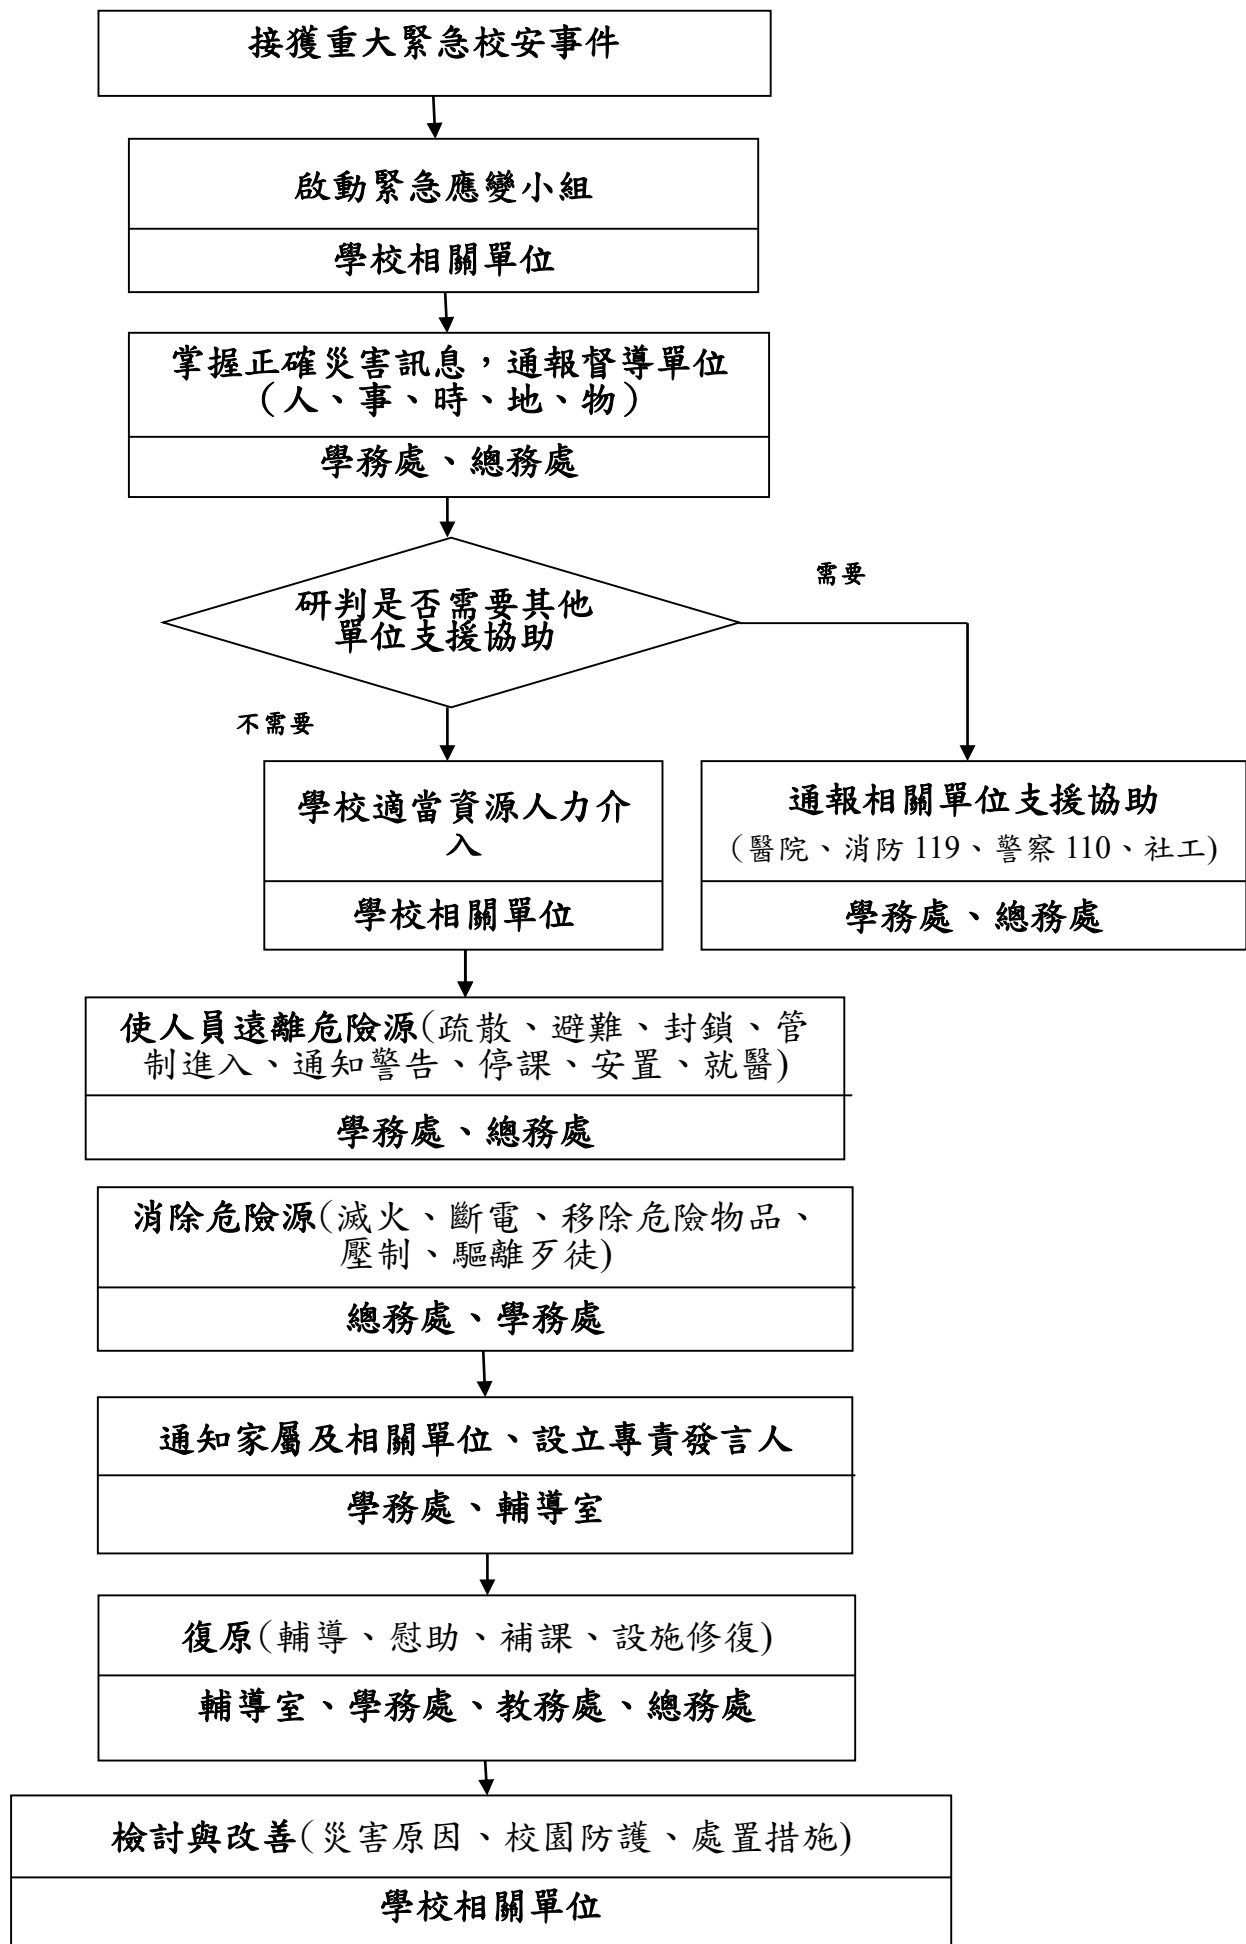 接獲重大緊急校安事件
啟動緊急應變小組
學校相關單位
掌握正確災害訊息，通報督導單位
（人、事、時、地、物）
學務處、總務處
需要
研判是否需要其他
單位支援協助
不需要
學校適當資源人力介
入
學校相關單位
通報相關單位支援協助
（醫院、消防 119、警察 110、社工)
學務處、總務處
使人員遠離危險源(疏散、避難、封鎖、管
制進入、通知警告、停課、安置、就醫)
學務處、總務處
消除危險源(滅火、斷電、移除危險物品、
壓制、驅離歹徒)
總務處、學務處
通知家屬及相關單位、設立專責發言人
學務處、輔導室
復原(輔導、慰助、補課、設施修復)
輔導室、學務處、教務處、總務處
檢討與改善(災害原因、校園防護、處置措施)
學校相關單位